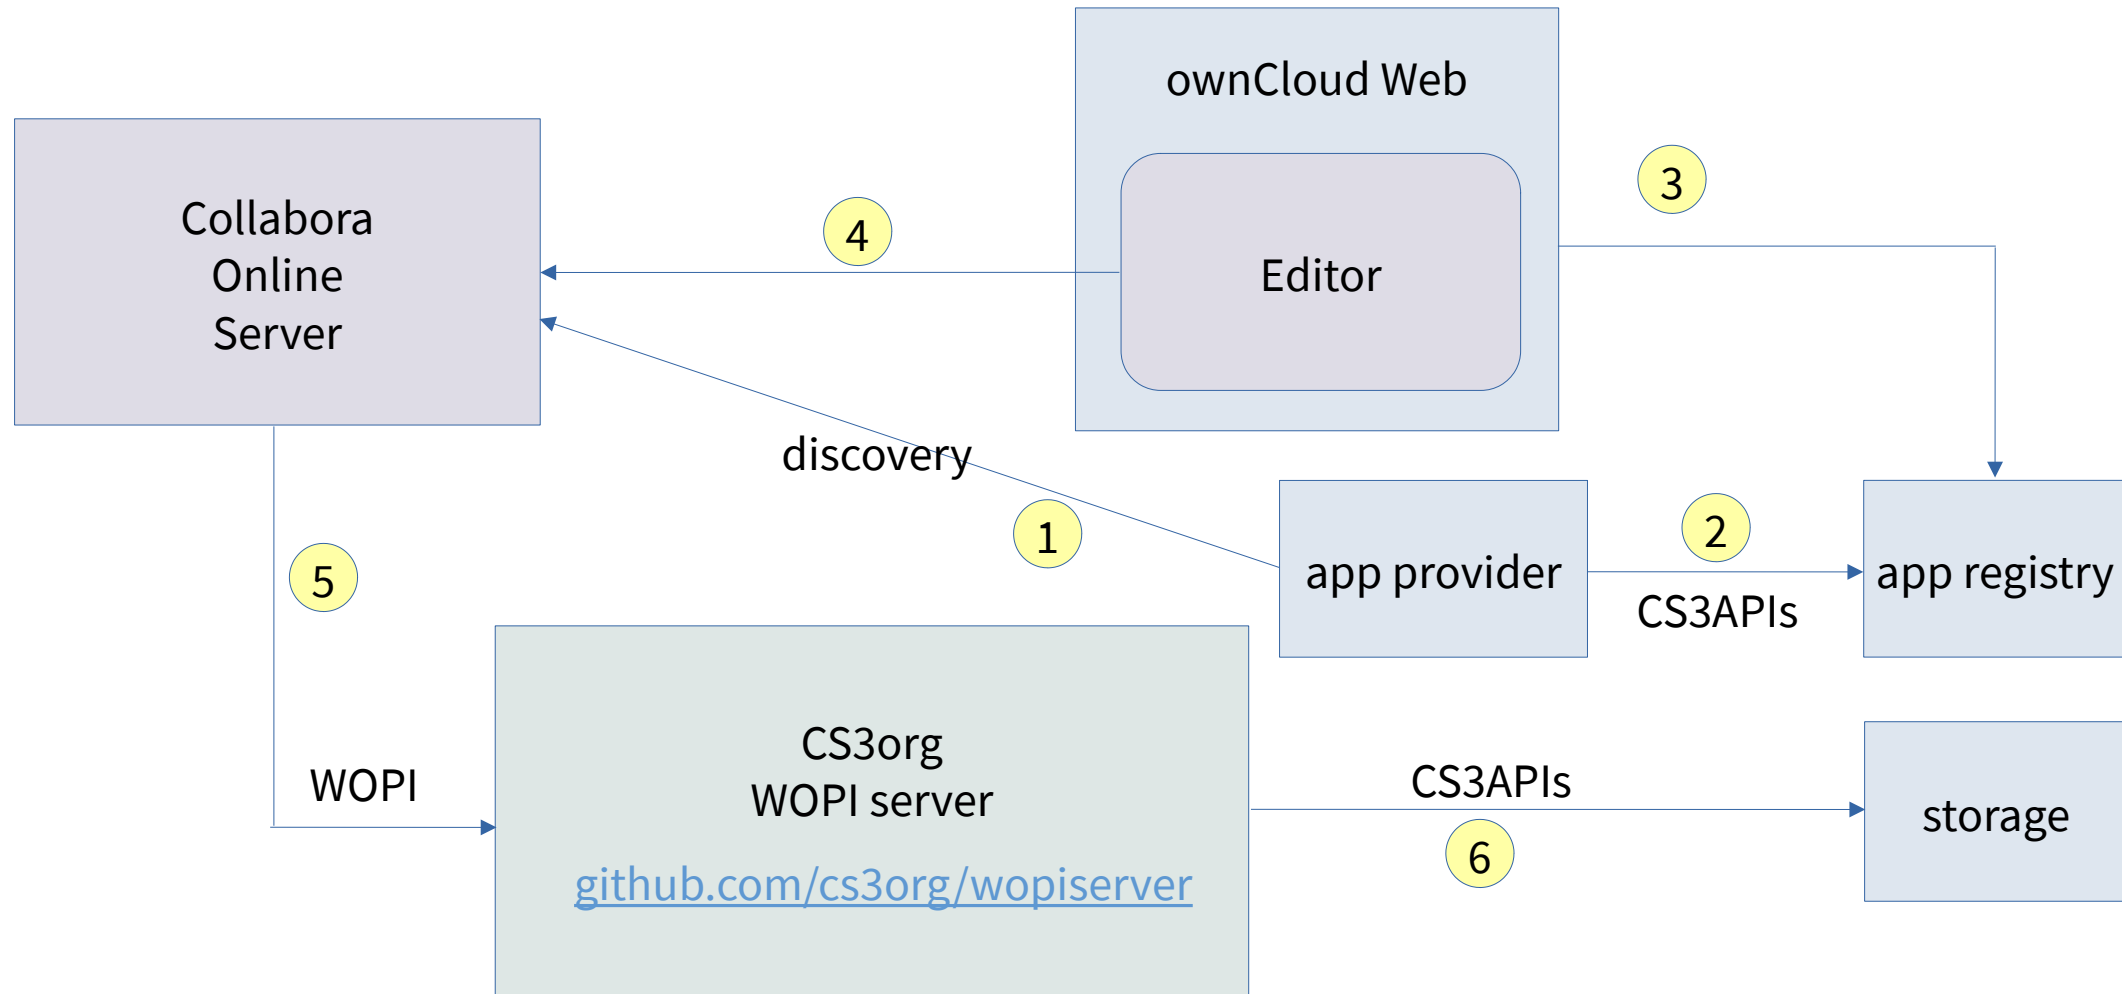 ownCloud Web
Collabora
Online
Server
4
Editor
3
discovery
1
app provider
2
CS3APIs
app registry
5
WOPI
CS3org
WOPI server
github.com/cs3org/wopiserver
CS3APIs
6
storage